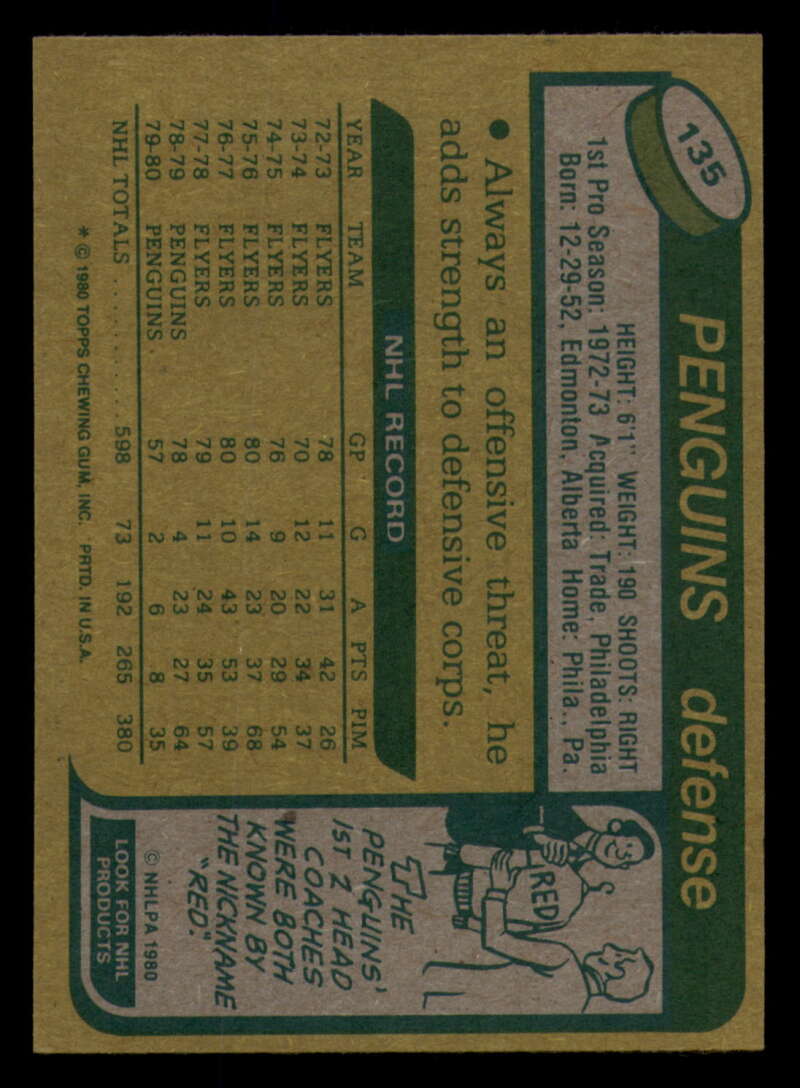 135
PENGUINS defense
HEIGHT: 6'1" WEIGHT: 190 SHOOTS: RIGHT
1st Pro Season: 1972-73 Acquired: Trade, Philadelphia
Born: 12-29-52, Edmonton, Alberta Home: Phila., Pa.
● Always an offensive threat, he
adds strength to defensive corps.
NHL RECORD
YEAR TEAM GP G A PTS PIM
72-73 FLYERS 78 11 31 42 26
73-74 FLYERS 70 12 22 34 37
74-75 FLYERS 76 9 20 29 54
75-76 FLYERS 80 14 23 37 68
76-77 FLYERS 80 10 43 53 39
77-78 FLYERS 79 11 24 35 57
78-79 PENGUINS 78 4 23 27 64
79-80 PENGUINS. 57 2 6 8 35
NHL TOTALS ............ 598 73 192 265 380
* © 1980 TOPPS CHEWING GUM, INC. PRTD. IN U.S.A.
RED
THE
PENGUINS'
1ST 2 HEAD
COACHES
WERE BOTH
KNOWN BY
THE NICKNAME
"RED."
© NHLPA 1980
LOOK FOR NHL
PRODUCTS